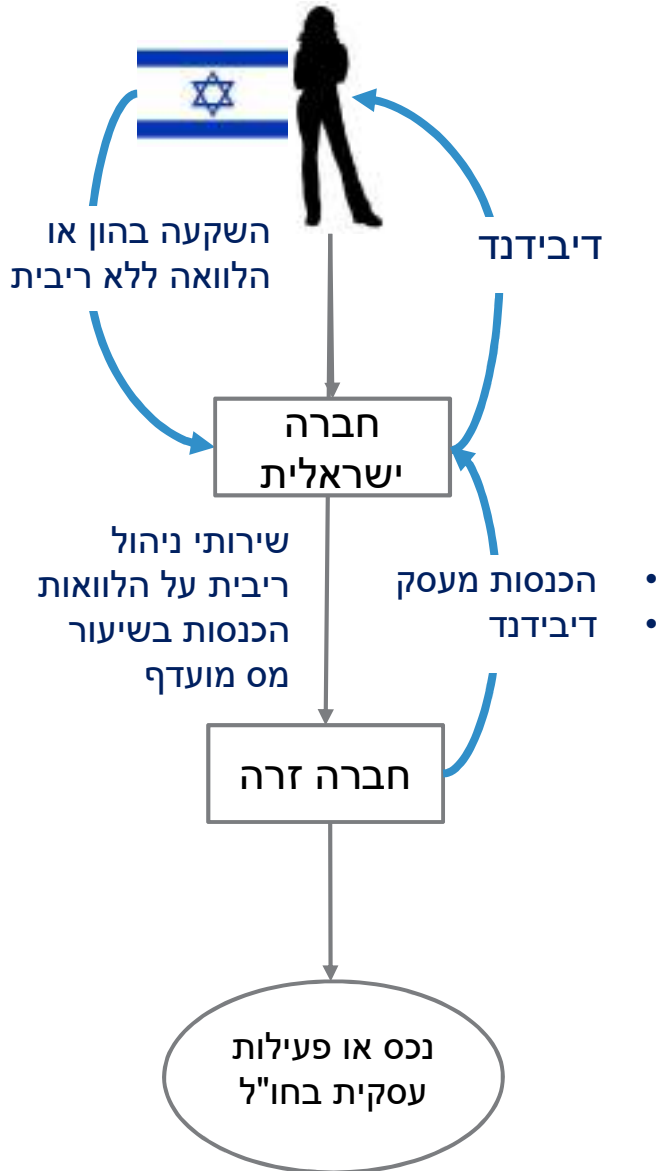 השקעה בהון או
הלוואה ללא ריבית
דיבידנד
חברה
ישראלית
שירותי ניהול
ריבית על הלוואות
הכנסות בשיעור
מס מועדף
• הכנסות מעסק
• דיבידנד
חברה זרה
נכס או פעילות
עסקית בחו"ל